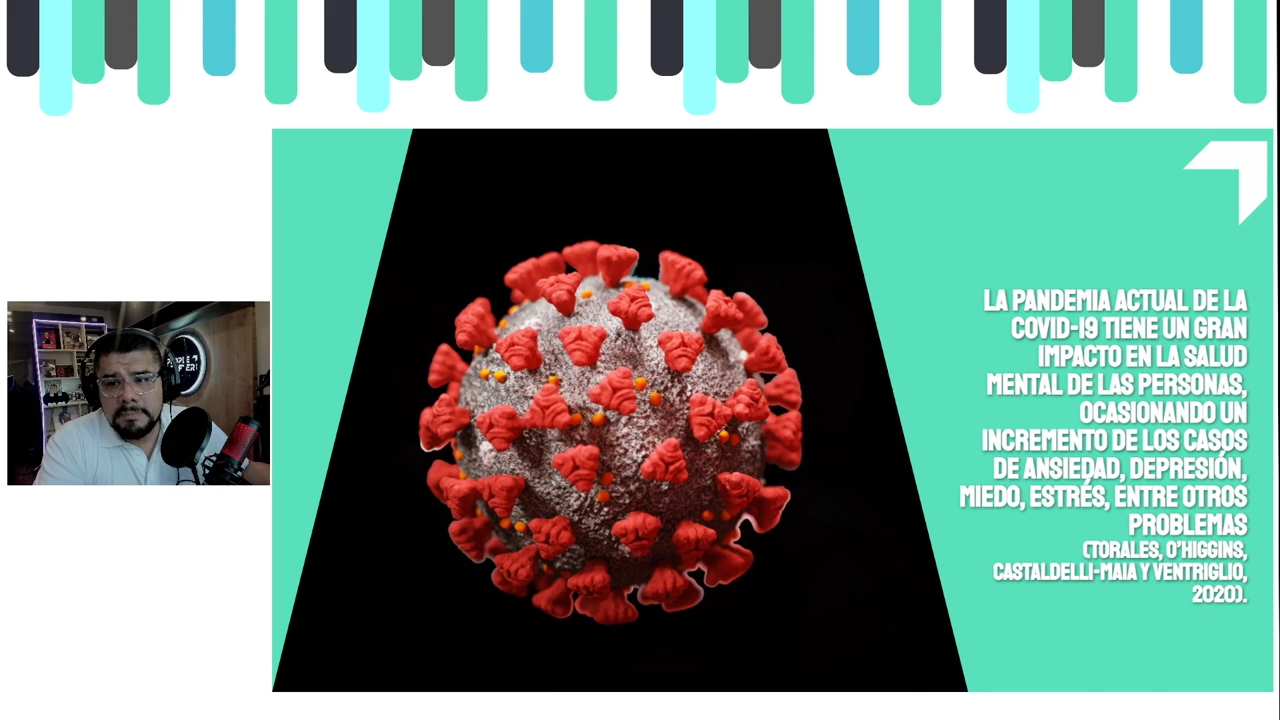 LA PANDEMIA ACTUAL DE LA
COVID-19 TIENE UN GRAN
IMPACTO EN LA SALUD
MENTAL DE LAS PERSONAS,
OCASIONANDO UN
INCREMENTO DE LOS CASOS
DE ANSIEDAD, DEPRESIÓN,
MIEDO, ESTRÉS, ENTRE OTROS
PROBLEMAS
(TORALES, O'HIGGINS,
CASTALDELLI-MAIA Y VENTRIGLIO,
2020).